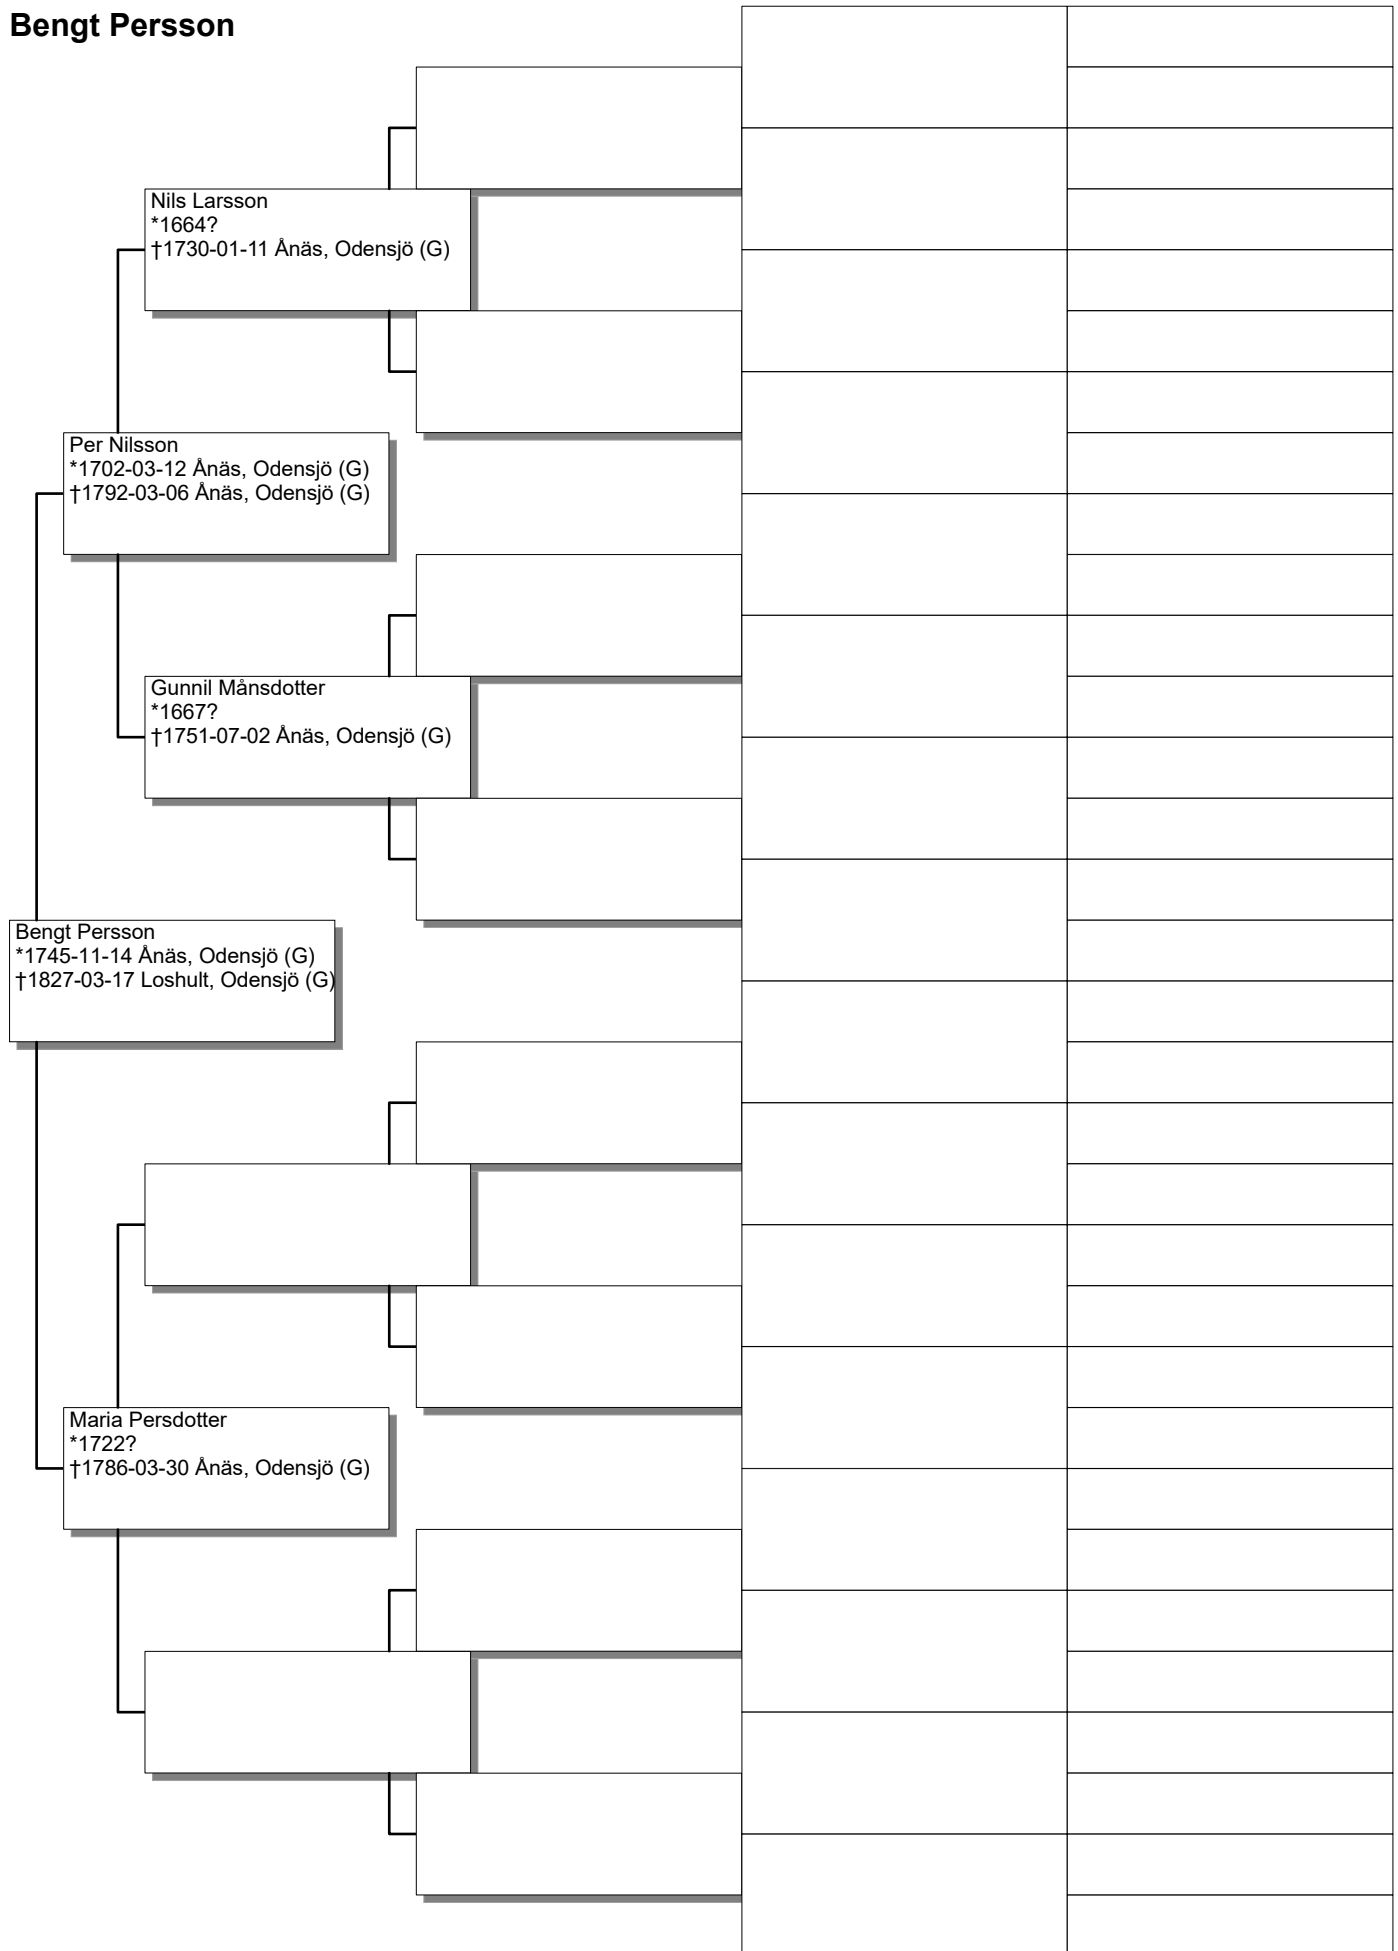 Bengt Persson
Nils Larsson
*1664?
†1730-01-11 Ånäs, Odensjö (G)
Per Nilsson
*1702-03-12 Ånäs, Odensjö (G)
†1792-03-06 Ånäs, Odensjö (G)
Gunnil Månsdotter
*1667?
†1751-07-02 Ånäs, Odensjö (G)
Bengt Persson
*1745-11-14 Ånäs, Odensjö (G)
†1827-03-17 Loshult, Odensjö (G)
Maria Persdotter
*1722?
†1786-03-30 Ånäs, Odensjö (G)